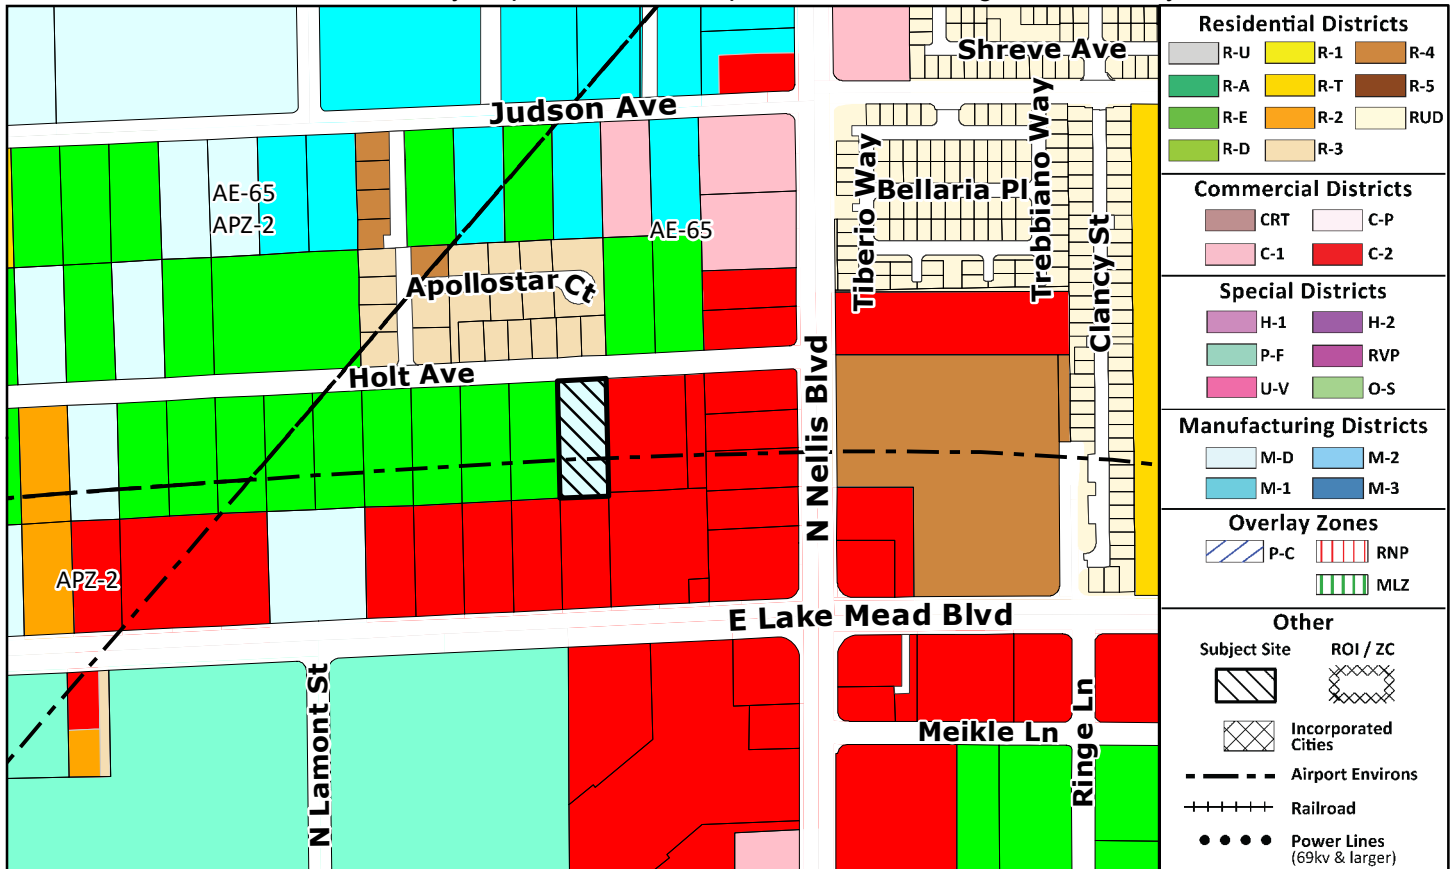 Shreve Ave
Judson Ave
Tiberio Way
Trebbiano Way
Bellaria Pl
AE-65
APZ-2
AE-65
Clancy St
Apollostar Ct
Holt Ave
N Nellis Blvd
APZ-2
E Lake Mead Blvd
N Lamont St
Meikle Ln
Ringe Ln
Residential Districts
R-U R-1 R-4
R-A R-T R-5
R-E R-2 RUD
R-D R-3
Commercial Districts
CRT C-P
C-1 C-2
Special Districts
H-1 H-2
P-F RVP
U-V O-S
Manufacturing Districts
M-D M-2
M-1 M-3
Overlay Zones
P-C RNP
MLZ
Other
Subject Site ROI / ZC
Incorporated
Cities
Airport Environs
Railroad
Power Lines
(69kv & larger)